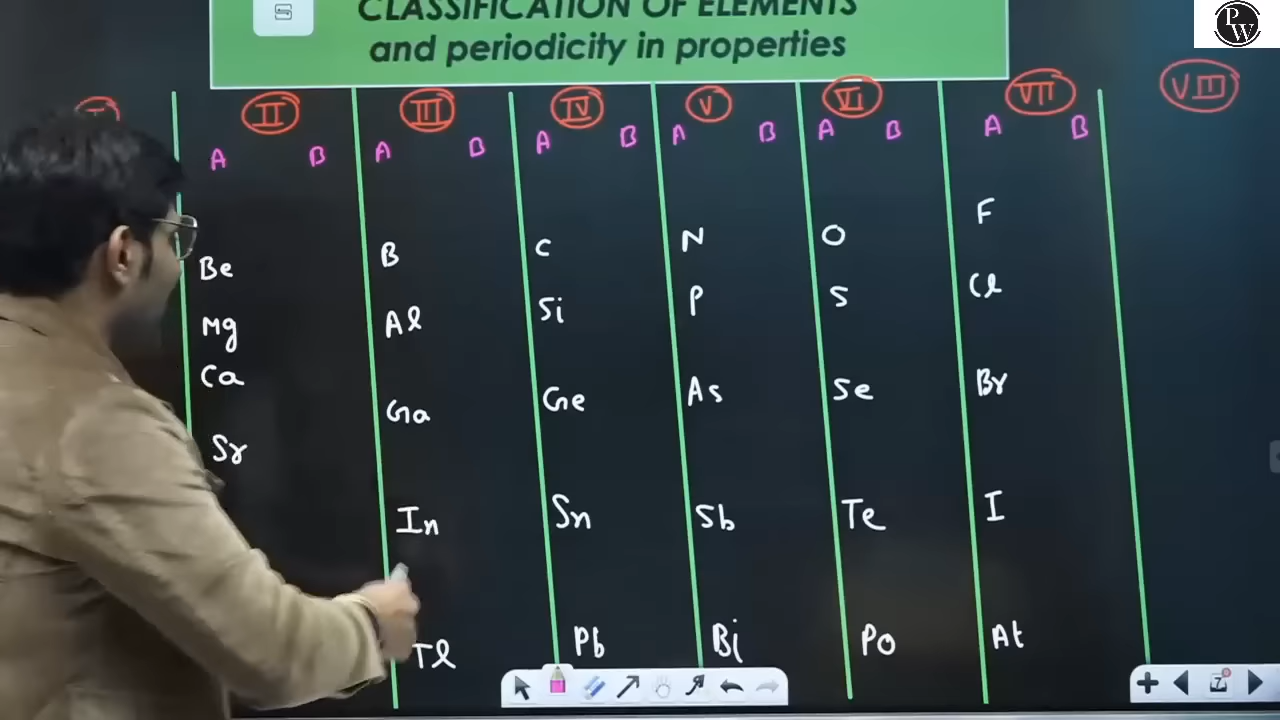 CLASSIFICATION OF ELEMENTS
and periodicity in properties
PW
I II III IV V VI VII VIII
A B A B A B A B A B A B
Be B C N O F
Mg Al Si P S Cl
Ca Ga Ge As Se Br
Sr
In Sn Sb Te I
Tl Pb Bi Po At